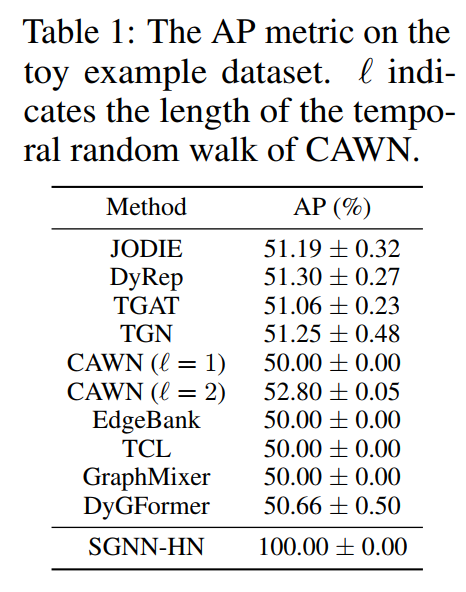 Table 1: The AP metric on the
toy example dataset. ℓ indi-
cates the length of the tempo-
ral random walk of CAWN.
Method AP (%)
JODIE 51.19 ± 0.32
DyRep 51.30 ± 0.27
TGAT 51.06 ± 0.23
TGN 51.25 ± 0.48
CAWN (ℓ = 1) 50.00 ± 0.00
CAWN (ℓ = 2) 52.80 ± 0.05
EdgeBank 50.00 ± 0.00
TCL 50.00 ± 0.00
GraphMixer 50.00 ± 0.00
DyGFormer 50.66 ± 0.50
SGNN-HN 100.00 ± 0.00